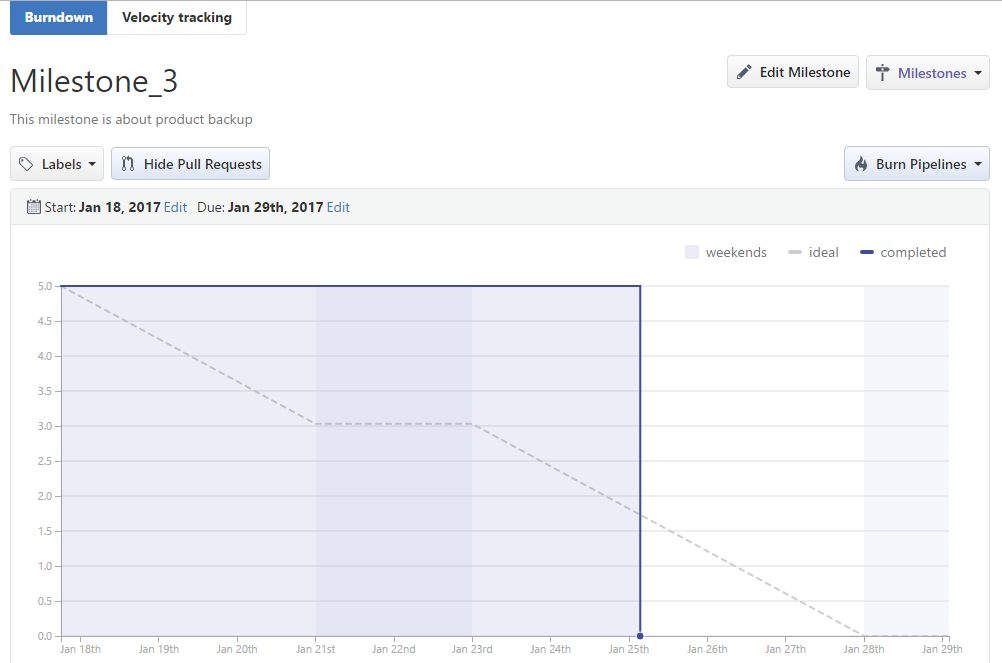 Burndown Velocity tracking
Milestone_3
Edit Milestone Milestones
This milestone is about product backup
Labels Hide Pull Requests Burn Pipelines
Start: Jan 18, 2017 Edit Due: Jan 29th, 2017 Edit
weekends ideal completed
5.0
4.5
4.0
3.5
3.0
2.5
2.0
1.5
1.0
0.5
0.0
Jan 18th Jan 19th Jan 20th Jan 21st Jan 22nd Jan 23rd Jan 24th Jan 25th Jan 26th Jan 27th Jan 28th Jan 29th